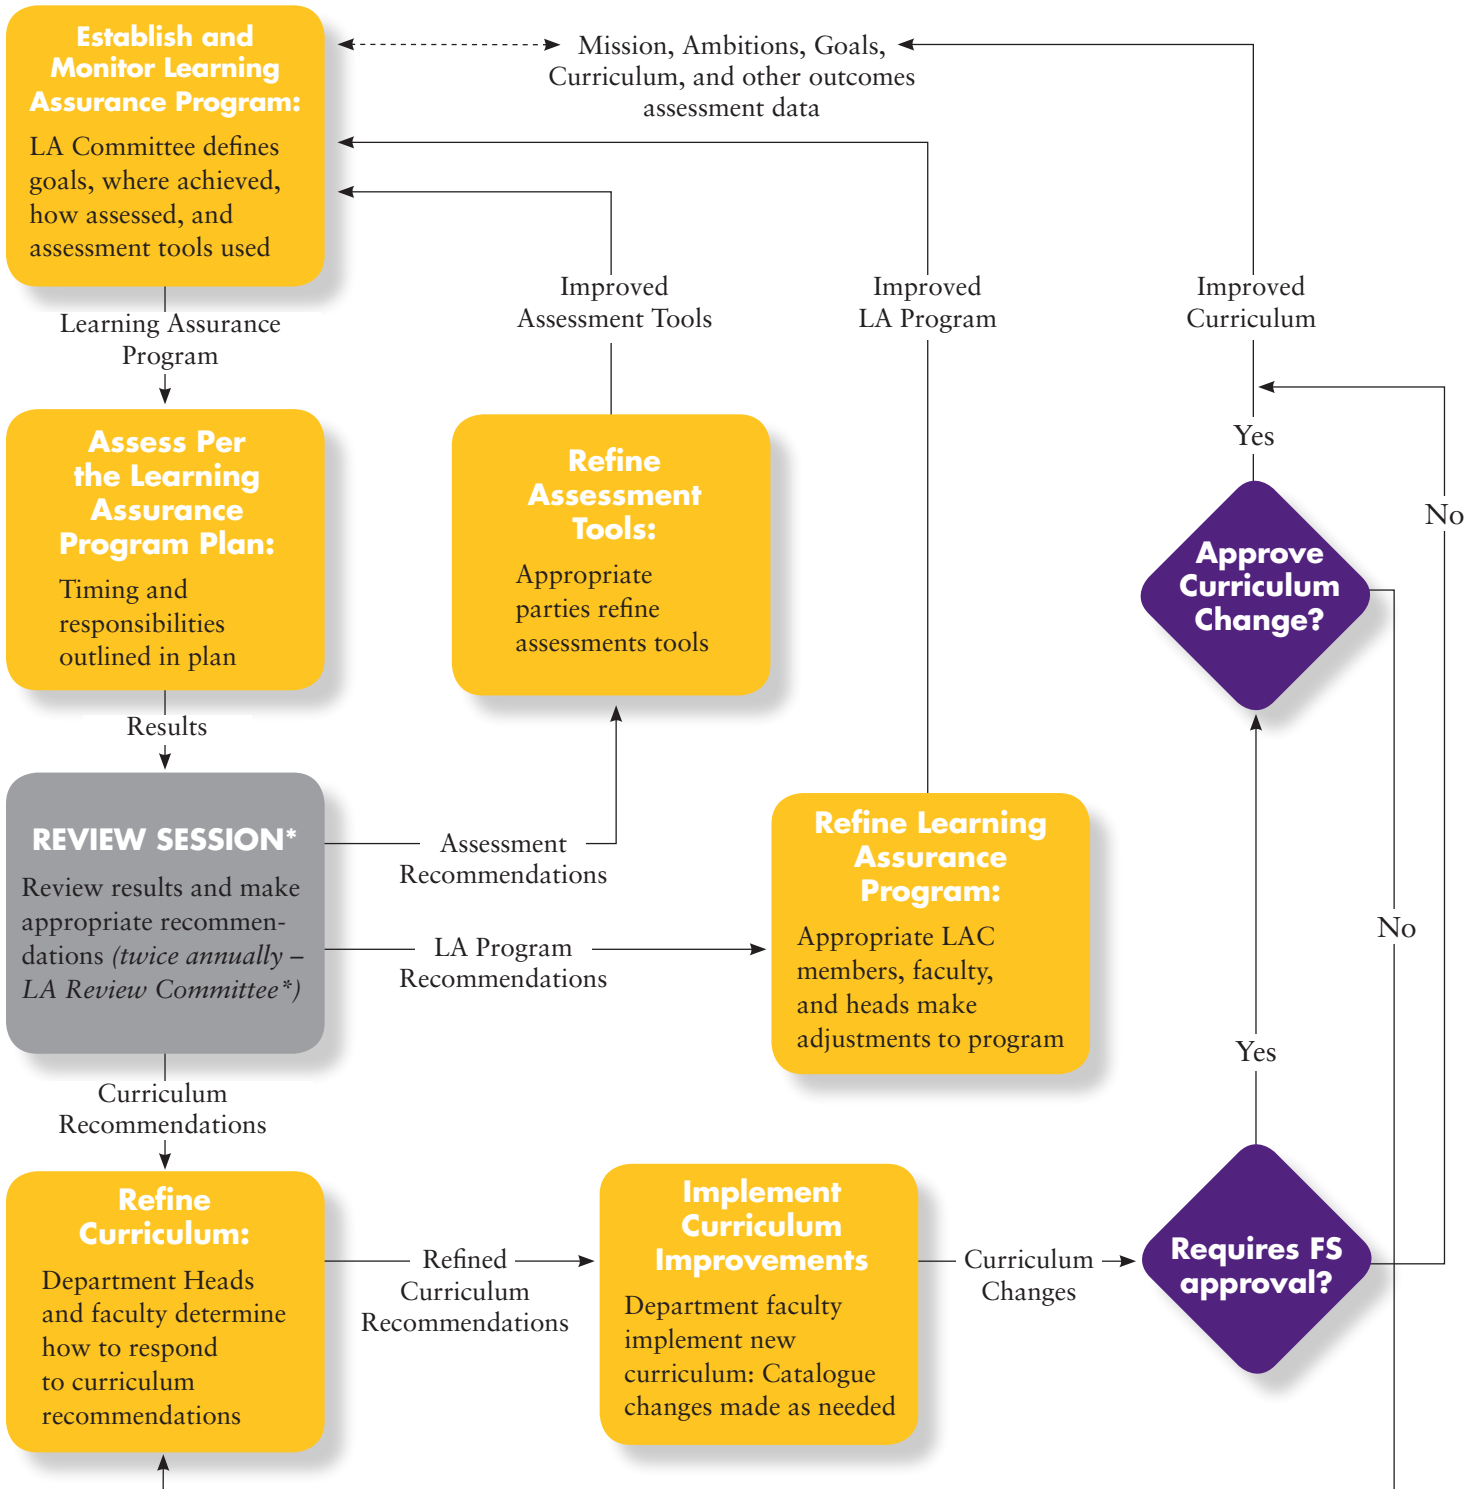 Establish and
Monitor Learning
Assurance Program:
LA Committee defines
goals, where achieved,
how assessed, and
assessment tools used
Mission, Ambitions, Goals,
Curriculum, and other outcomes
assessment data
Learning Assurance
Program
Improved
Assessment Tools
Improved
LA Program
Improved
Curriculum
Assess Per
the Learning
Assurance
Program Plan:
Timing and
responsibilities
outlined in plan
Refine
Assessment
Tools:
Appropriate
parties refine
assessments tools
Yes
No
Approve
Curriculum
Change?
Results
REVIEW SESSION*
Review results and make
appropriate recommen-
dations (twice annually –
LA Review Committee*)
Assessment
Recommendations
LA Program
Recommendations
Refine Learning
Assurance
Program:
Appropriate LAC
members, faculty,
and heads make
adjustments to program
No
Yes
Curriculum
Recommendations
Refine
Curriculum:
Department Heads
and faculty determine
how to respond
to curriculum
recommendations
Refined
Curriculum
Recommendations
Implement
Curriculum
Improvements
Department faculty
implement new
curriculum: Catalogue
changes made as needed
Curriculum
Changes
Requires FS
approval?